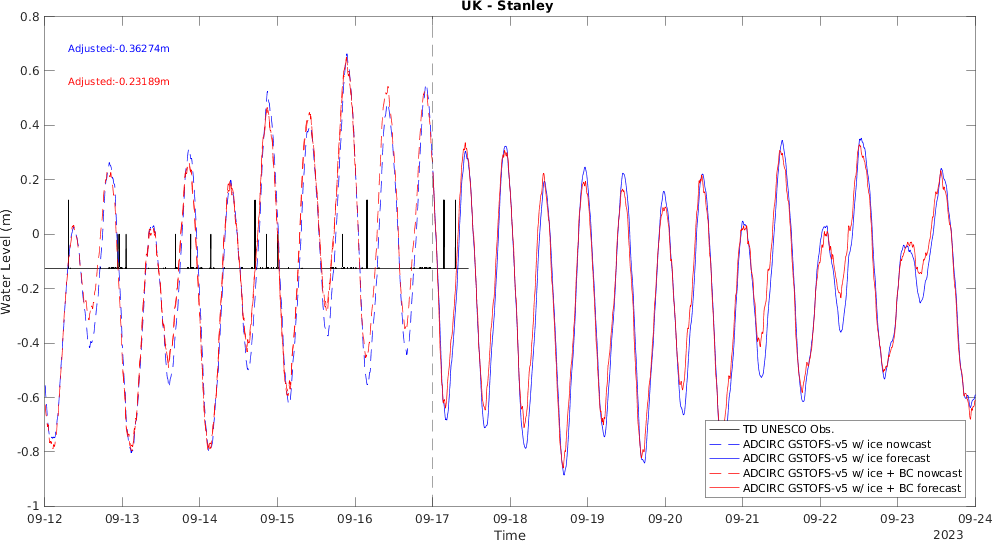 UK - Stanley
Adjusted:-0.36274m
Adjusted:-0.23189m
Water Level (m)
0.8
0.6
0.4
0.2
0
-0.2
-0.4
-0.6
-0.8
-1
TD UNESCO Obs.
ADCIRC GSTOFS-v5 w/ ice nowcast
ADCIRC GSTOFS-v5 w/ ice forecast
ADCIRC GSTOFS-v5 w/ ice + BC nowcast
ADCIRC GSTOFS-v5 w/ ice + BC forecast
09-12 09-13 09-14 09-15 09-16 09-17 09-18 09-19 09-20 09-21 09-22 09-23 09-24
Time
2023